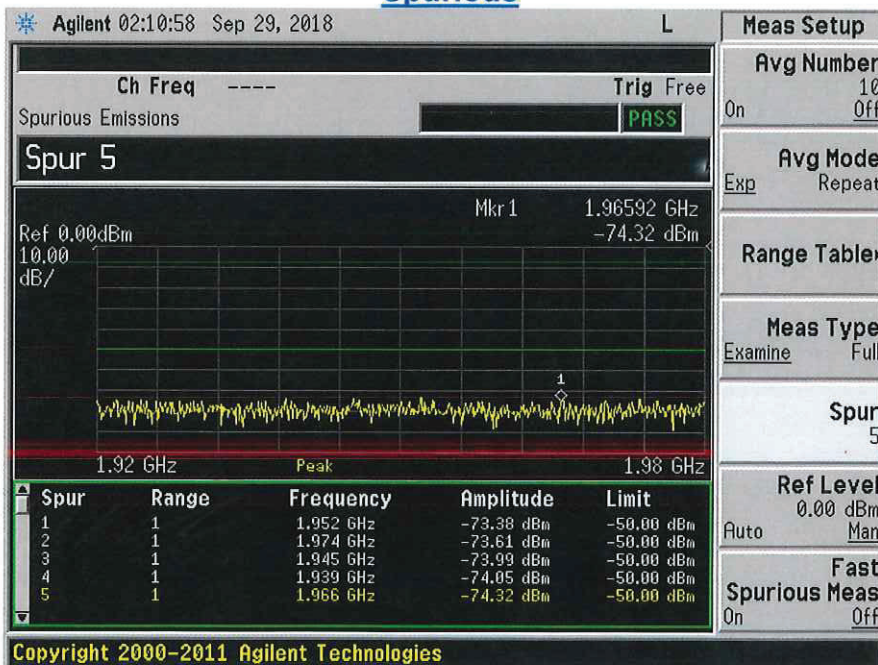 Spurious
Agilent 02:10:58 Sep 29, 2018 L
Ch Freq ---- Trig Free
Spurious Emissions PASS
Spur 5
Mkr1 1.96592 GHz
Ref 0.00dBm -74.32 dBm
10.00
dB/
1
1.92 GHz Peak 1.98 GHz
Spur Range Frequency Amplitude Limit
1 1 1.952 GHz -73.38 dBm -50.00 dBm
2 1 1.974 GHz -73.61 dBm -50.00 dBm
3 1 1.945 GHz -73.99 dBm -50.00 dBm
4 1 1.939 GHz -74.05 dBm -50.00 dBm
5 1 1.966 GHz -74.32 dBm -50.00 dBm
Copyright 2000-2011 Agilent Technologies
Meas Setup
Avg Number
10
On Off
Avg Mode
Exp Repeat
Range Table
Meas Type
Examine Full
Spur
5
Ref Level
0.00 dBm
Auto Man
Fast
Spurious Meas
On Off